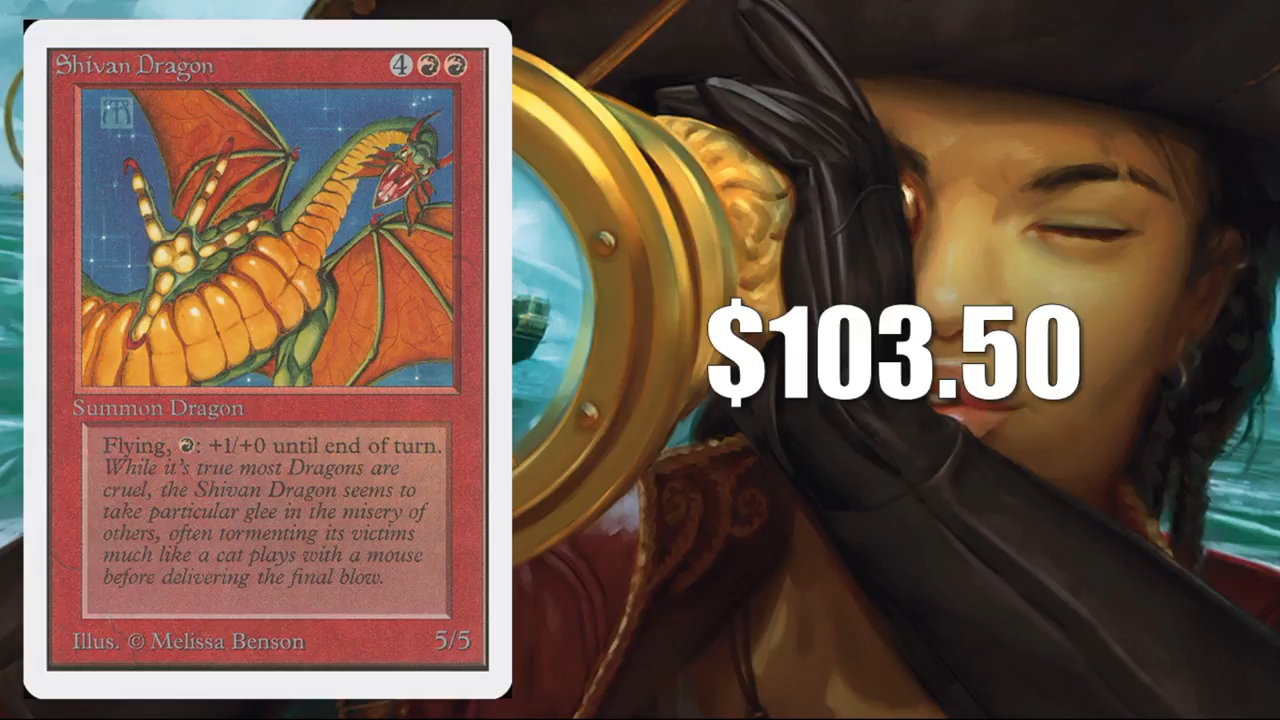 Shivan Dragon 4
$103.50
Summon Dragon
Flying, : +1/+0 until end of turn.
While it's true most Dragons are
cruel, the Shivan Dragon seems to
take particular glee in the misery of
others, often tormenting its victims
much like a cat plays with a mouse
before delivering the final blow.
Illus. © Melissa Benson 5/5